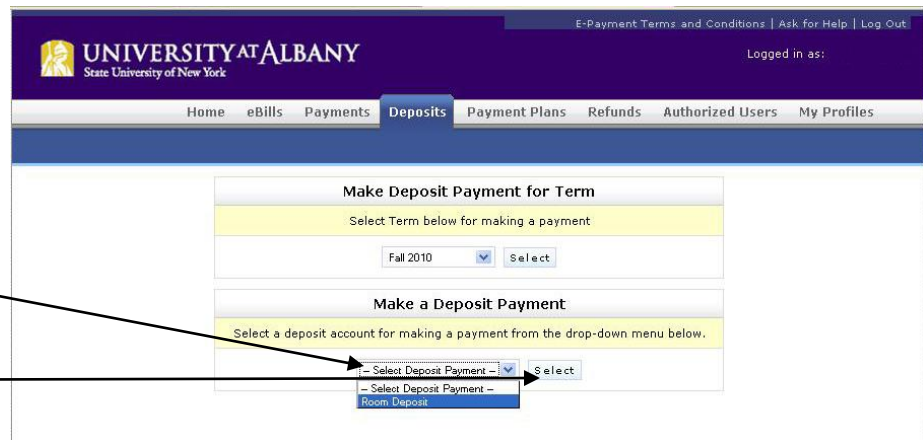 E-Payment Terms and Conditions | Ask for Help | Log Out
UNIVERSITY AT ALBANY
State University of New York
Logged in as:
Home eBills Payments Deposits Payment Plans Refunds Authorized Users My Profiles
Make Deposit Payment for Term
Select Term below for making a payment
Fall 2010 Select
Make a Deposit Payment
Select a deposit account for making a payment from the drop-down menu below.
– Select Deposit Payment – Select
– Select Deposit Payment –
Room Deposit